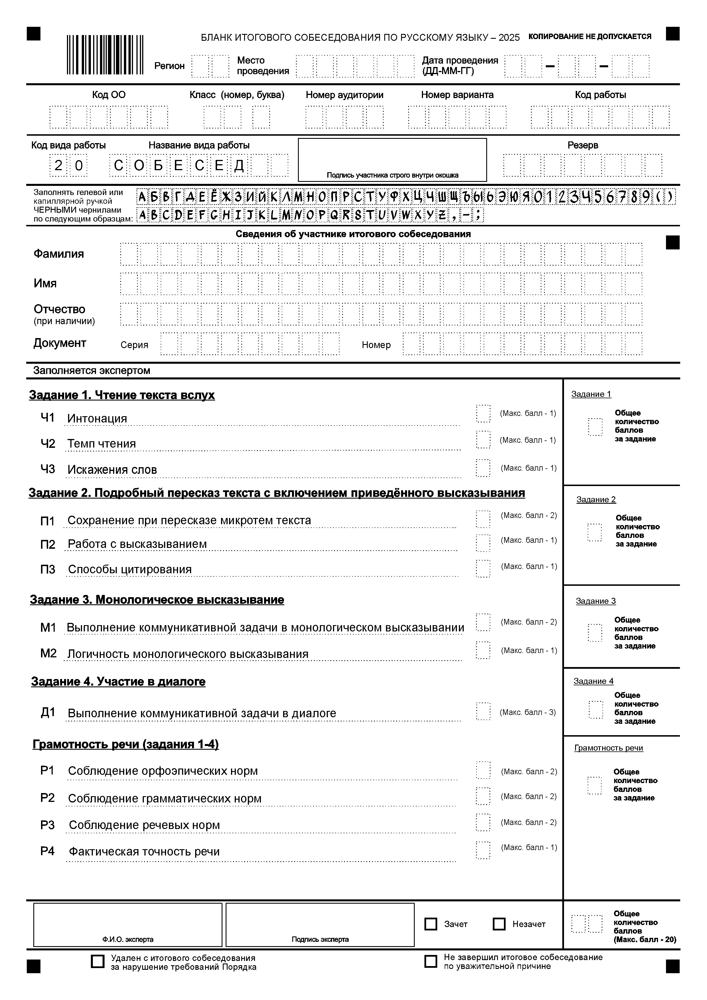 БЛАНК ИТОГОВОГО СОБЕСЕДОВАНИЯ ПО РУССКОМУ ЯЗЫКУ – 2025 КОПИРОВАНИЕ НЕ ДОПУСКАЕТСЯ
Регион
Место
проведения
Дата проведения
(ДД-ММ-ГГ)
– –
Код ОО Класс (номер, буква) Номер аудитории Номер варианта Код работы
Код вида работы Название вида работы Резерв
20 СОБЕСЕД
Подпись участника строго внутри окошка
Заполнять гелевой или
капиллярной ручкой
ЧЕРНЫМИ чернилами
по следующим образцам:
АБВГДЕЁЖЗИЙКЛМНОПРСТУФХЦЧШЩЪЫЬЭЮЯ0123456789()
ABCDEFGHIJKLMNOPQRSTUVWXYZ,-;
Сведения об участнике итогового собеседования
Фамилия
Имя
Отчество
(при наличии)
Документ Серия Номер
Заполняется экспертом
Задание 1. Чтение текста вслух
Ч1 Интонация (Макс. балл - 1)
Ч2 Темп чтения (Макс. балл - 1)
Ч3 Искажения слов (Макс. балл - 1)
Задание 1
Общее
количество
баллов
за задание
Задание 2. Подробный пересказ текста с включением приведённого высказывания
П1 Сохранение при пересказе микротем текста (Макс. балл - 2)
П2 Работа с высказыванием (Макс. балл - 1)
П3 Способы цитирования (Макс. балл - 1)
Задание 2
Общее
количество
баллов
за задание
Задание 3. Монологическое высказывание
М1 Выполнение коммуникативной задачи в монологическом высказывании (Макс. балл - 2)
М2 Логичность монологического высказывания (Макс. балл - 1)
Задание 3
Общее
количество
баллов
за задание
Задание 4. Участие в диалоге
Д1 Выполнение коммуникативной задачи в диалоге (Макс. балл - 3)
Задание 4
Общее
количество
баллов
за задание
Грамотность речи (задания 1-4)
Р1 Соблюдение орфоэпических норм (Макс. балл - 2)
Р2 Соблюдение грамматических норм (Макс. балл - 2)
Р3 Соблюдение речевых норм (Макс. балл - 2)
Р4 Фактическая точность речи (Макс. балл - 1)
Грамотность речи
Общее
количество
баллов
за задание
Ф.И.О. эксперта
Подпись эксперта
Зачет Незачет
Общее
количество
баллов
(Макс. балл - 20)
Удален с итогового собеседования
за нарушение требований Порядка
Не завершил итоговое собеседование
по уважительной причине